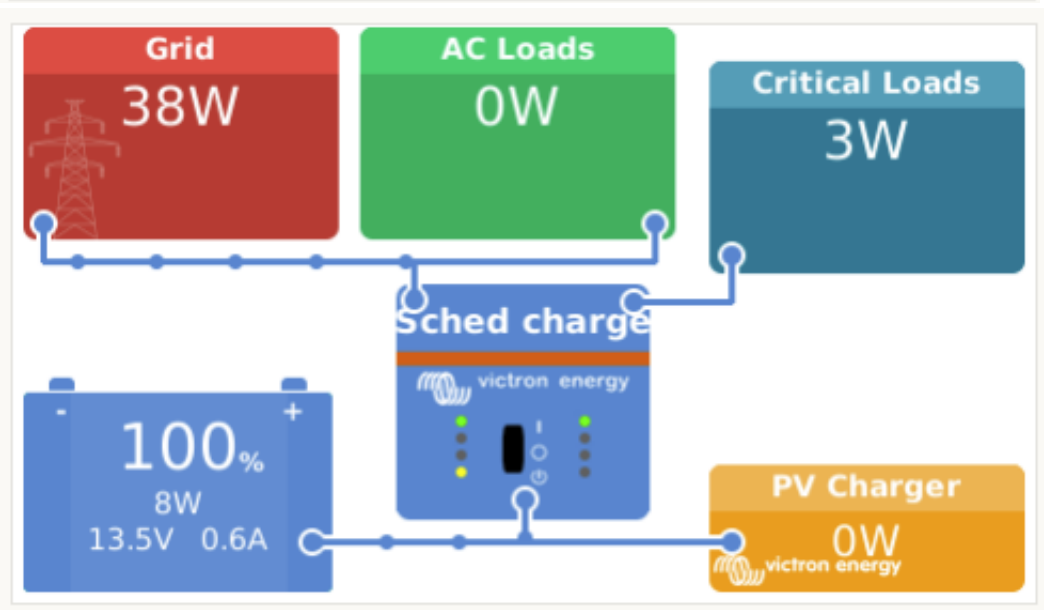 Grid
38W
AC Loads
0W
Critical Loads
3W
Sched charge
victron energy
- +
100%
8W
13.5V 0.6A
PV Charger
0W
victron energy